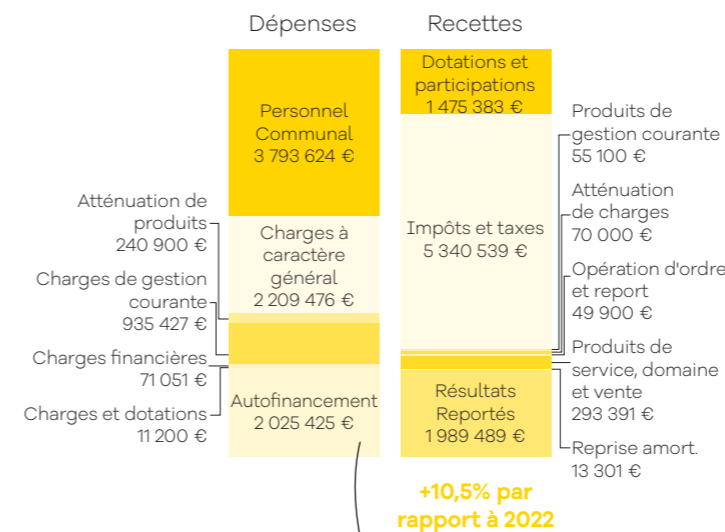 Dépenses
Personnel
Communal
3 793 624 €
Charges à
caractère
général
2 209 476 €
Atténuation de
produits
240 900 €
Charges de gestion
courante
935 427 €
Charges financières
71 051 €
Charges et dotations
11 200 €
Autofinancement
2 025 425 €
Recettes
Dotations et
participations
1 475 383 €
Impôts et taxes
5 340 539 €
Produits de
gestion courante
55 100 €
Atténuation
de charges
70 000 €
Opération d'ordre
et report
49 900 €
Produits de
service, domaine
et vente
293 391 €
Reprise amort.
13 301 €
Résultats
Reportés
1 989 489 €
+10,5% par
rapport à 2022